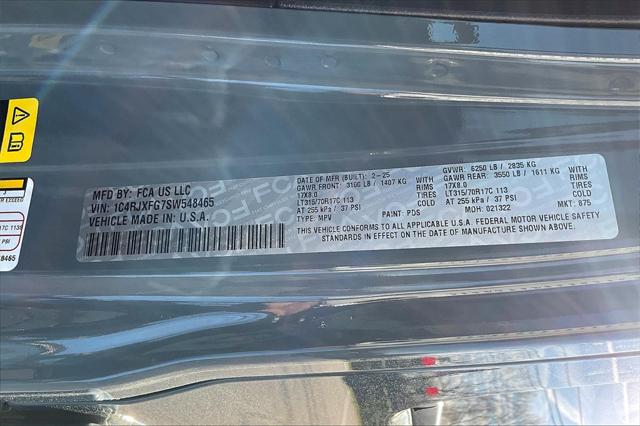 MFD BY: FCA US LLC
VIN: 1C4RJXFG7SW548465
VEHICLE MADE IN: U.S.A.
DATE OF MFR (BUILT): 2-25
GAWR FRONT: 3100 LB / 1407 KG
17X8.0 RIMS
LT315/70R17C 113 TIRES
AT 255 kPa / 37 PSI COLD
TYPE: MPV PAINT: PDS
GVWR: 6250 LB / 2835 KG
GAWR REAR: 3550 LB / 1611 KG
17X8.0 RIMS
LT315/70R17C 113 TIRES
AT 255 kPa / 37 PSI COLD
MDH: 021322 MKT: 875
THIS VEHICLE CONFORMS TO ALL APPLICABLE U.S.A. FEDERAL MOTOR VEHICLE SAFETY
STANDARDS IN EFFECT ON THE DATE OF MANUFACTURE SHOWN ABOVE.
17C 113
PSI
8465